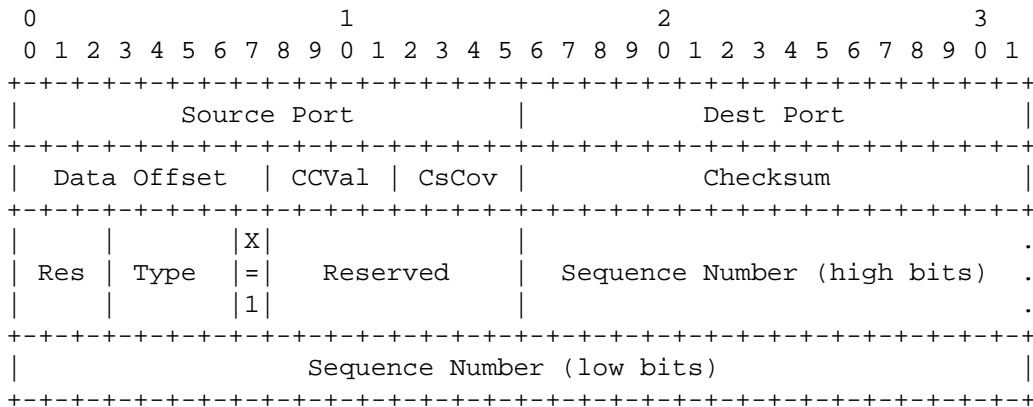 0                   1                   2                   3
 0 1 2 3 4 5 6 7 8 9 0 1 2 3 4 5 6 7 8 9 0 1 2 3 4 5 6 7 8 9 0 1
+-+-+-+-+-+-+-+-+-+-+-+-+-+-+-+-+-+-+-+-+-+-+-+-+-+-+-+-+-+-+-+-+
|          Source Port          |           Dest Port           |
+-+-+-+-+-+-+-+-+-+-+-+-+-+-+-+-+-+-+-+-+-+-+-+-+-+-+-+-+-+-+-+-+
|  Data Offset  | CCVal | CsCov |           Checksum            |
+-+-+-+-+-+-+-+-+-+-+-+-+-+-+-+-+-+-+-+-+-+-+-+-+-+-+-+-+-+-+-+-+
|     |       |X|               |                               .
| Res | Type  |=|   Reserved    |  Sequence Number (high bits)  .
|     |       |1|               |                               .
+-+-+-+-+-+-+-+-+-+-+-+-+-+-+-+-+-+-+-+-+-+-+-+-+-+-+-+-+-+-+-+-+
|                  Sequence Number (low bits)                   |
+-+-+-+-+-+-+-+-+-+-+-+-+-+-+-+-+-+-+-+-+-+-+-+-+-+-+-+-+-+-+-+-+